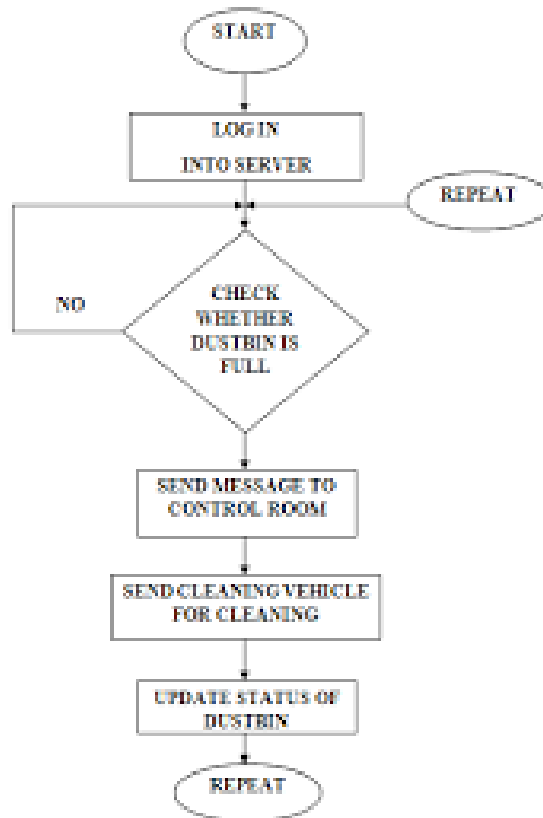 START
LOG IN
INTO SERVER
REPEAT
NO
CHECK
WHETHER
DUSTBIN IS
FULL
SEND MESSAGE TO
CONTROL ROOM
SEND CLEANING VEHICLE
FOR CLEANING
UPDATE STATUS OF
DUSTBIN
REPEAT